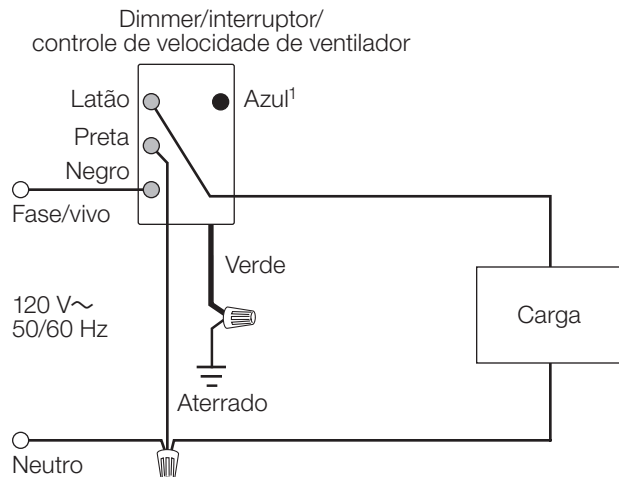 Dimmer/interruptor/
controle de velocidade de ventilador
Latão
Azul¹
Preta
Negro
Fase/vivo
Verde
120 V~
50/60 Hz
Carga
Aterrado
Neutro